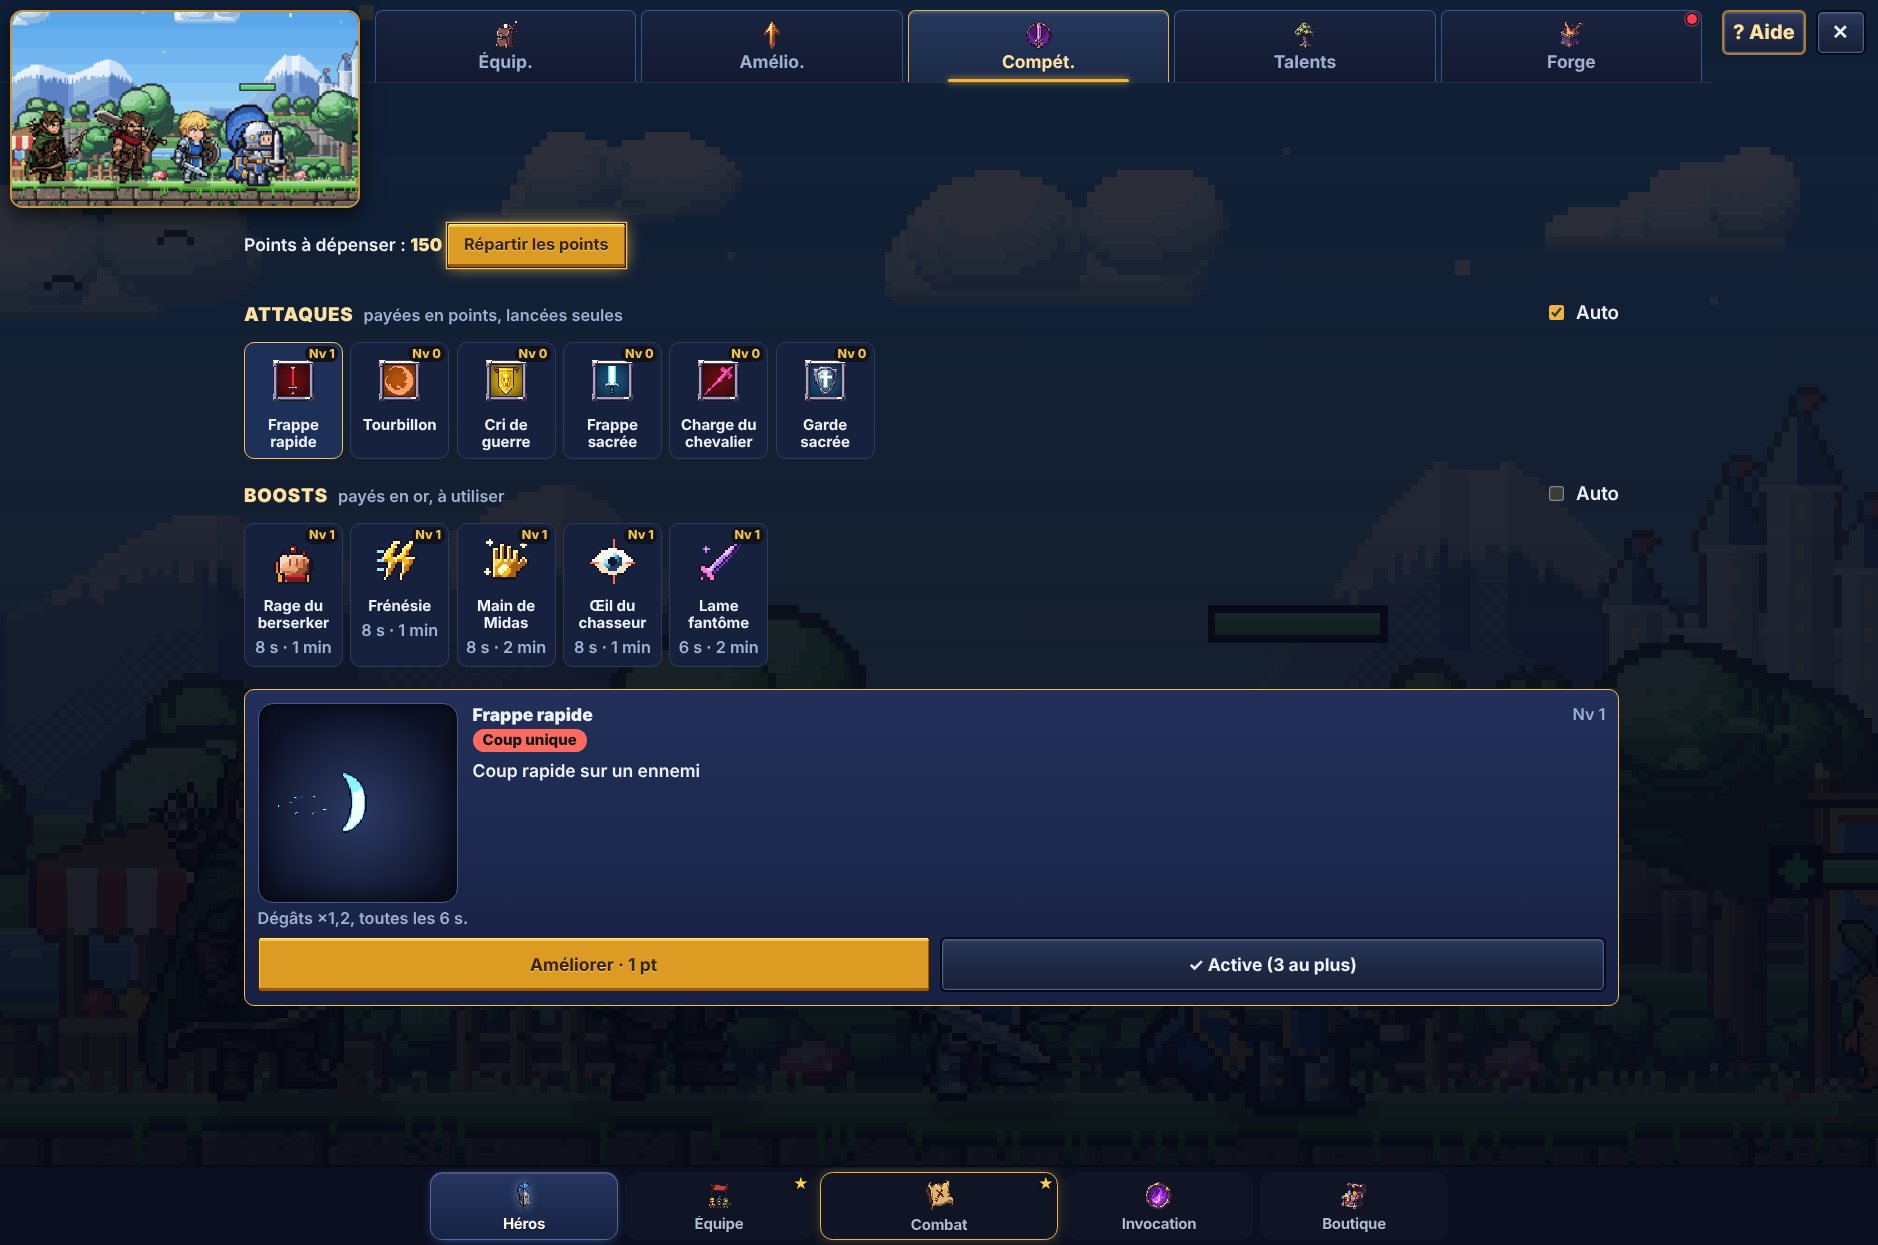 Équip.
Amélio.
Compét.
Talents
Forge
? Aide
✕
Points à dépenser : 150
Répartir les points
ATTAQUES payées en points, lancées seules
Auto
Nv 1
Frappe
rapide
Nv 0
Tourbillon
Nv 0
Cri de
guerre
Nv 0
Frappe
sacrée
Nv 0
Charge du
chevalier
Nv 0
Garde
sacrée
BOOSTS payés en or, à utiliser
Auto
Nv 1
Rage du
berserker
8 s · 1 min
Nv 1
Frénésie
8 s · 1 min
Nv 1
Main de
Midas
8 s · 2 min
Nv 1
Œil du
chasseur
8 s · 1 min
Nv 1
Lame
fantôme
6 s · 2 min
Frappe rapide
Nv 1
Coup unique
Coup rapide sur un ennemi
Dégâts ×1,2, toutes les 6 s.
Améliorer · 1 pt
✓ Active (3 au plus)
Héros
Équipe
Combat
Invocation
Boutique